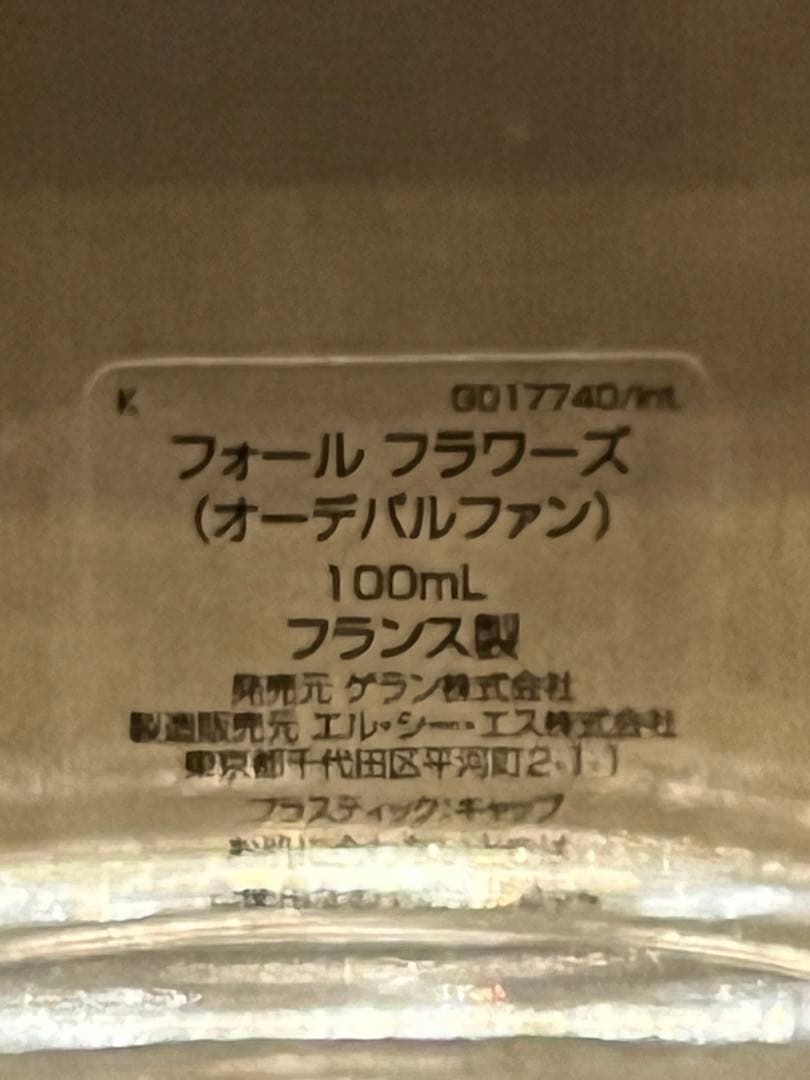 K G017740/int.
フォール フラワーズ
(オーデパルファン)
100mL
フランス製
発売元 ゲラン株式会社
製造販売元 エル・シー・エス株式会社
東京都千代田区平河町2-1-1
プラスティック:キャップ